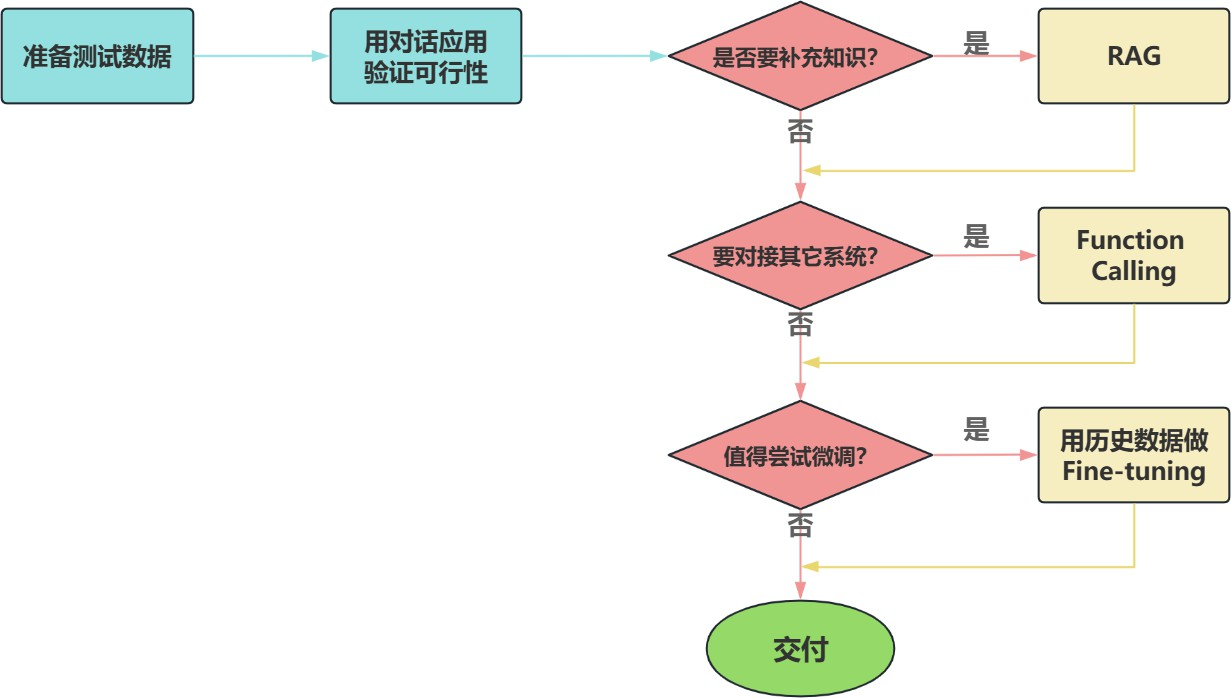 准备测试数据
用对话应用
验证可行性
是否要补充知识?
是
RAG
否
要对接其它系统?
是
Function
Calling
否
值得尝试微调?
是
用历史数据做
Fine-tuning
否
交付